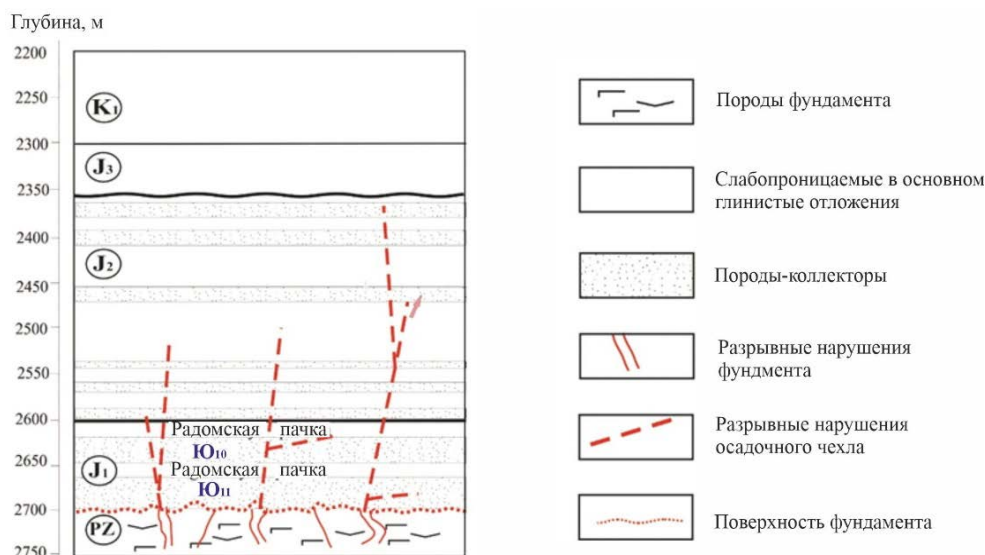 Глубина, м
2200
2250
2300
2350
2400
2450
2500
2550
2600
2650
2700
2750
K1
J3
J2
Радомская пачка
Ю10
Радомская пачка
J1
Ю11
PZ
Породы фундамента
Слабопроницаемые в основном
глинистые отложения
Породы-коллекторы
Разрывные нарушения
фундмента
Разрывные нарушения
осадочного чехла
Поверхность фундамента